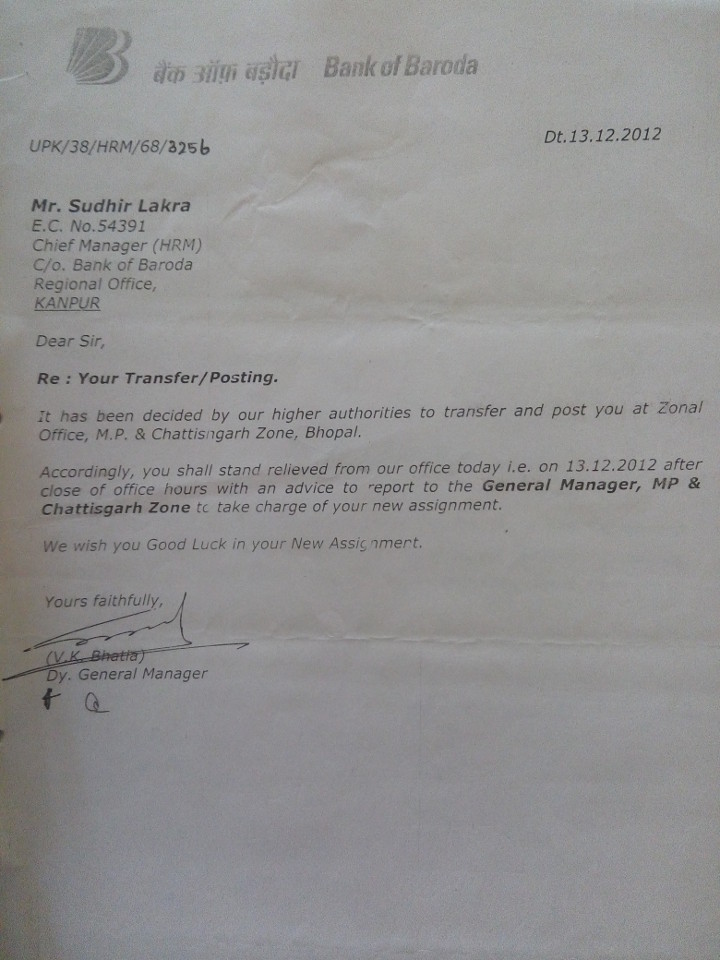 बैंक ऑफ़ बड़ौदा Bank of Baroda
UPK/38/HRM/68/3256
Dt.13.12.2012
Mr. Sudhir Lakra
E.C. No.54391
Chief Manager (HRM)
C/o. Bank of Baroda
Regional Office,
KANPUR
Dear Sir,
Re : Your Transfer/Posting.
It has been decided by our higher authorities to transfer and post you at Zonal
Office, M.P. & Chattisngarh Zone, Bhopal.
Accordingly, you shall stand relieved from our office today i.e. on 13.12.2012 after
close of office hours with an advice to report to the General Manager, MP &
Chattisgarh Zone to take charge of your new assignment.
We wish you Good Luck in your New Assignment.
Yours faithfully,
(V.K. Bhatia)
Dy. General Manager